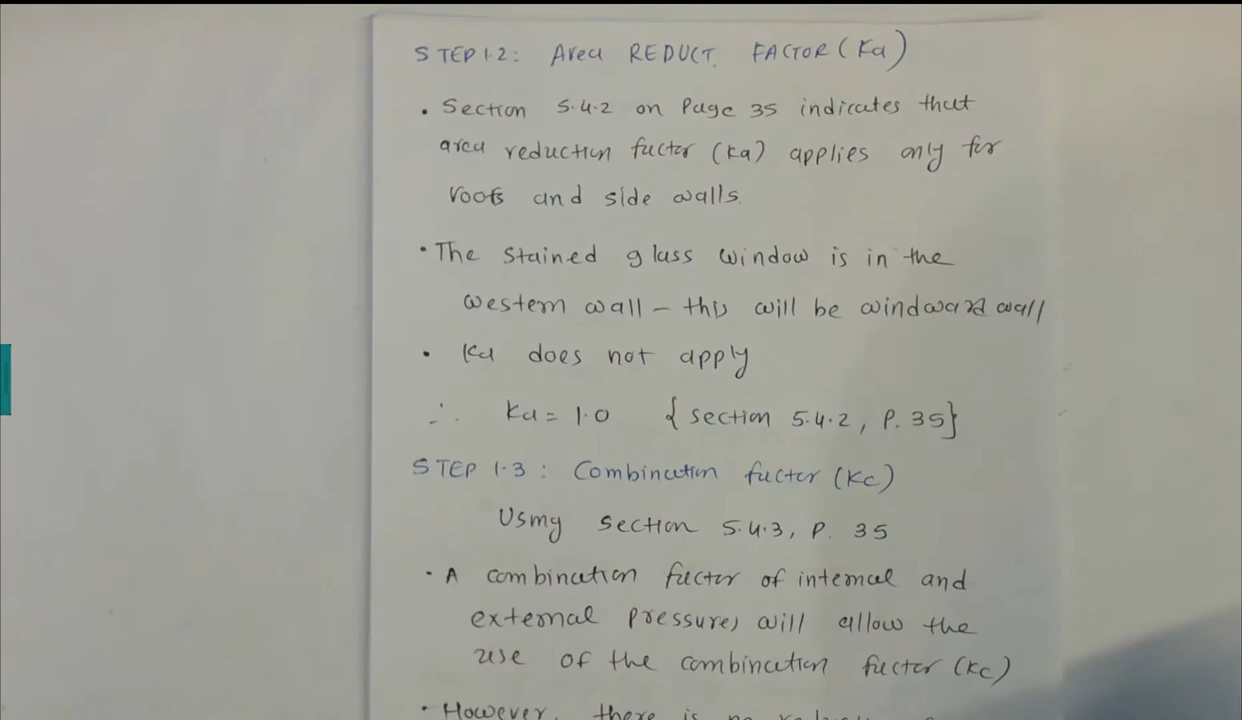 STEP 1.2: Area REDUCT. FACTOR (Ka)
• Section 5.4.2 on Page 35 indicates that
area reduction factor (Ka) applies only for
roofs and side walls.
• The stained glass window is in the
western wall – this will be windward wall
• Ka does not apply
∴ Ka = 1.0 {section 5.4.2, P. 35}
STEP 1.3: Combination factor (Kc)
Using section 5.4.3, P. 35
• A combination factor of internal and
external pressures will allow the
use of the combination factor (Kc)
• However, there is no